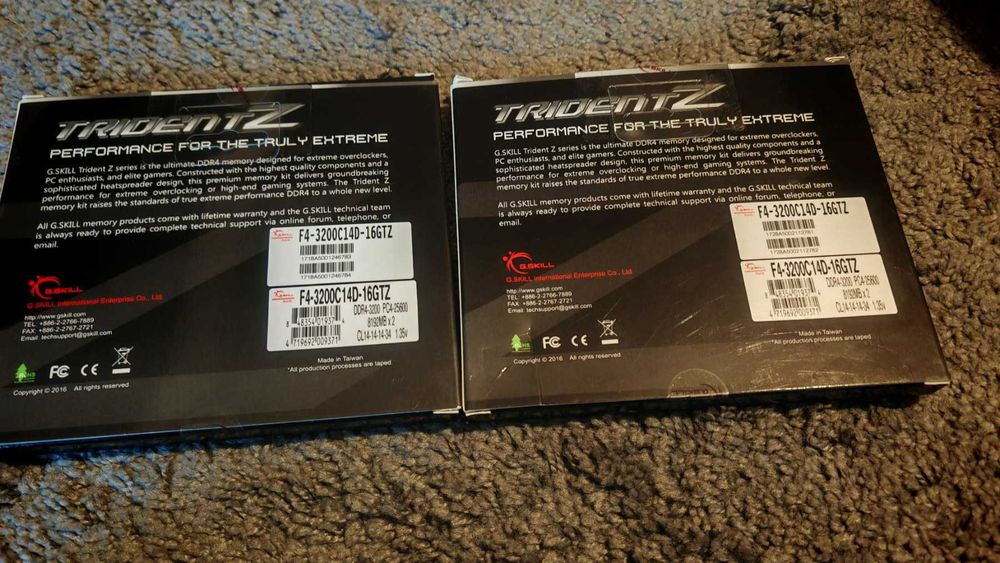 TRIDENT Z
PERFORMANCE FOR THE TRULY EXTREME
G.SKILL Trident Z series is the ultimate DDR4 memory designed for extreme overclockers,
PC enthusiasts, and elite gamers. Constructed with the highest quality components and a
sophisticated heatspreader design, this premium memory kit delivers groundbreaking
performance for extreme overclocking or high-end gaming systems. The Trident Z
memory kit raises the standards of true extreme performance DDR4 to a whole new level.
All G.SKILL memory products come with lifetime warranty and the G.SKILL technical team
is always ready to provide complete technical support via online forum, telephone, or
email.
F4-3200C14D-16GTZ
1718A5001246783
1718A5001246784
F4-3200C14D-16GTZ
DDR4-3200 PC4-25600
8192MB x 2
CL14-14-14-34 1.35v
4 719692 009371
G.SKILL
G.SKILL International Enterprise Co., Ltd.
http://www.gskill.com
TEL: +886-2-2766-7889
FAX: +886-2-2767-2721
Email: techsupport@gskill.com
FC CE
Made in Taiwan
*All production processes are taped
Copyright © 2016 All rights reserved
TRIDENT Z
PERFORMANCE FOR THE TRULY EXTREME
G.SKILL Trident Z series is the ultimate DDR4 memory designed for extreme overclockers,
PC enthusiasts, and elite gamers. Constructed with the highest quality components and a
sophisticated heatspreader design, this premium memory kit delivers groundbreaking
performance for extreme overclocking or high-end gaming systems. The Trident Z
memory kit raises the standards of true extreme performance DDR4 to a whole new level.
All G.SKILL memory products come with lifetime warranty and the G.SKILL technical team
is always ready to provide complete technical support via online forum, telephone, or
email.
F4-3200C14D-16GTZ
1728A5002112781
1728A5002112782
F4-3200C14D-16GTZ
DDR4-3200 PC4-25600
8192MB x 2
CL14-14-14-34 1.35v
4 719692 009371
G.SKILL
G.SKILL International Enterprise Co., Ltd.
http://www.gskill.com
TEL: +886-2-2766-7889
FAX: +886-2-2767-2721
Email: techsupport@gskill.com
FC CE
Made in Taiwan
*All production processes are taped
Copyright © 2016 All rights reserved